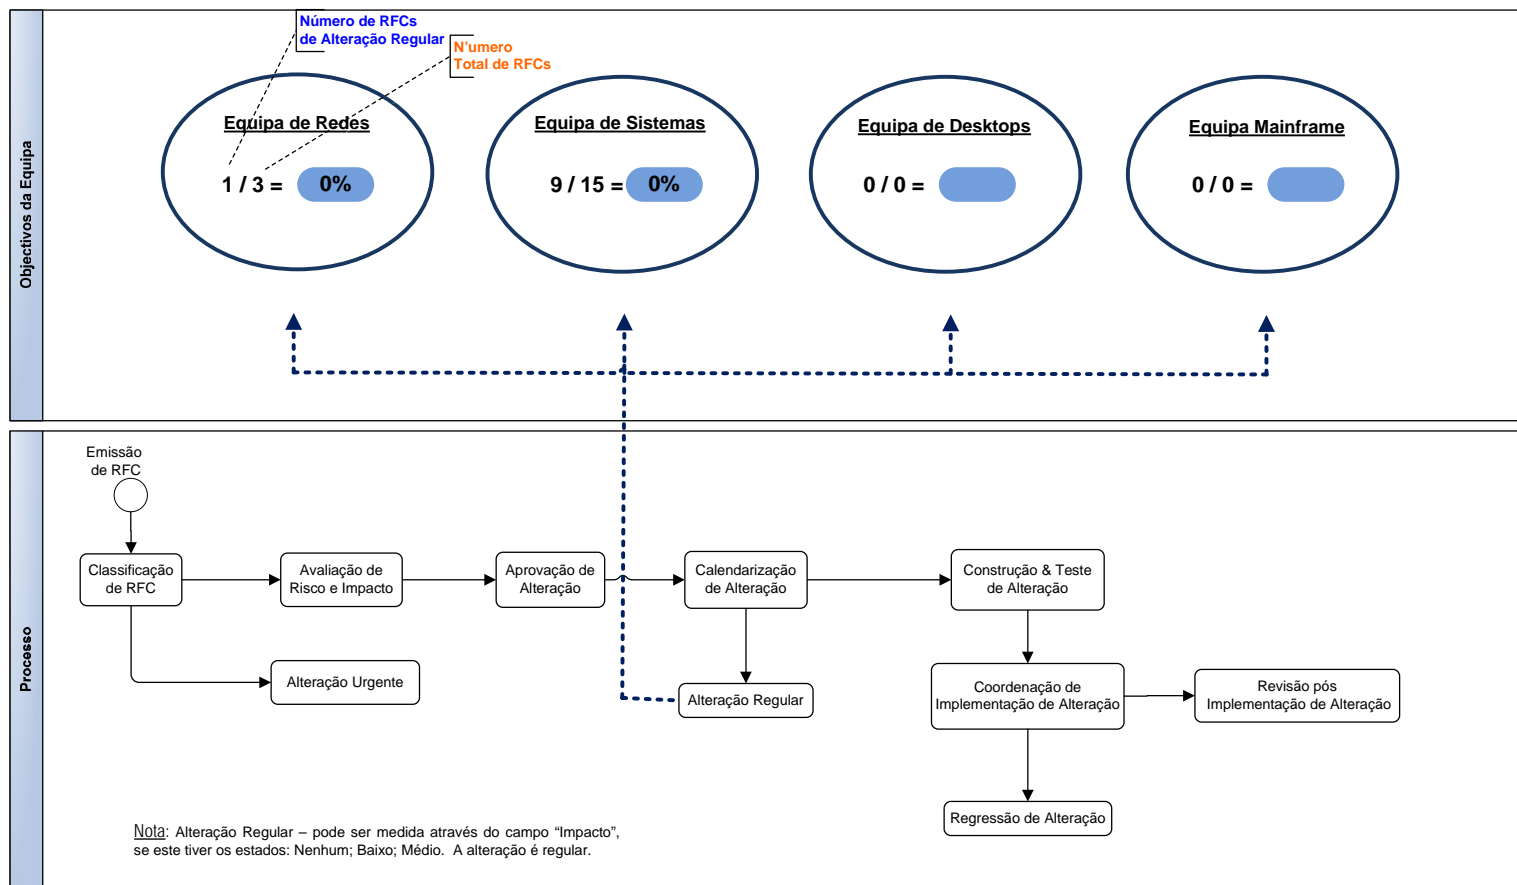 Objectivos da Equipa
Número de RFCs
de Alteração Regular
N'umero
Total de RFCs
Equipa de Redes
1 / 3 = 0%
Equipa de Sistemas
9 / 15 = 0%
Equipa de Desktops
0 / 0 =
Equipa Mainframe
0 / 0 =
Processo
Emissão
de RFC
Classificação
de RFC
Avaliação de
Risco e Impacto
Aprovação de
Alteração
Calendarização
de Alteração
Construção & Teste
de Alteração
Alteração Urgente
Alteração Regular
Coordenação de
Implementação de Alteração
Revisão pós
Implementação de Alteração
Regressão de Alteração
Nota: Alteração Regular – pode ser medida através do campo “Impacto”,
se este tiver os estados: Nenhum; Baixo; Médio. A alteração é regular.